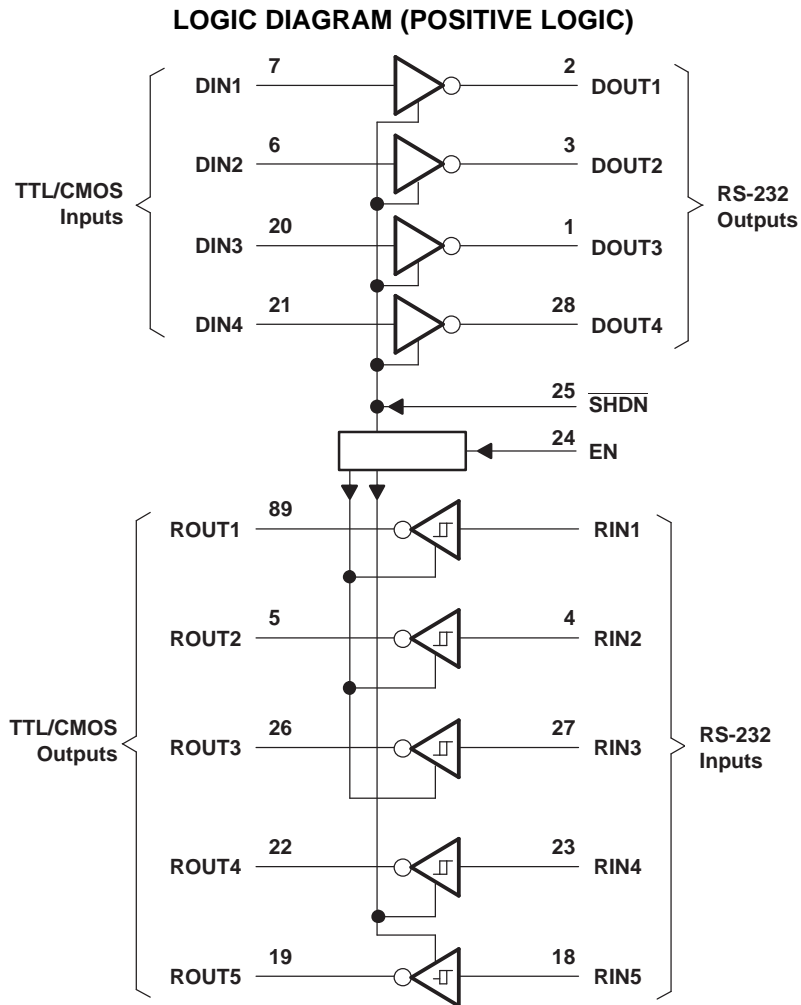 LOGIC DIAGRAM (POSITIVE LOGIC)
DIN1 7 2 DOUT1
DIN2 6 3 DOUT2
TTL/CMOS
Inputs
RS-232
Outputs
DIN3 20 1 DOUT3
DIN4 21 28 DOUT4
25 SHDN
24 EN
ROUT1 89 RIN1
ROUT2 5 4 RIN2
TTL/CMOS
Outputs
ROUT3 26 27 RIN3
RS-232
Inputs
ROUT4 22 23 RIN4
ROUT5 19 18 RIN5